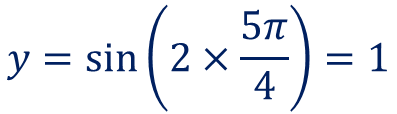 y = sin(2 × 5π/4) = 1